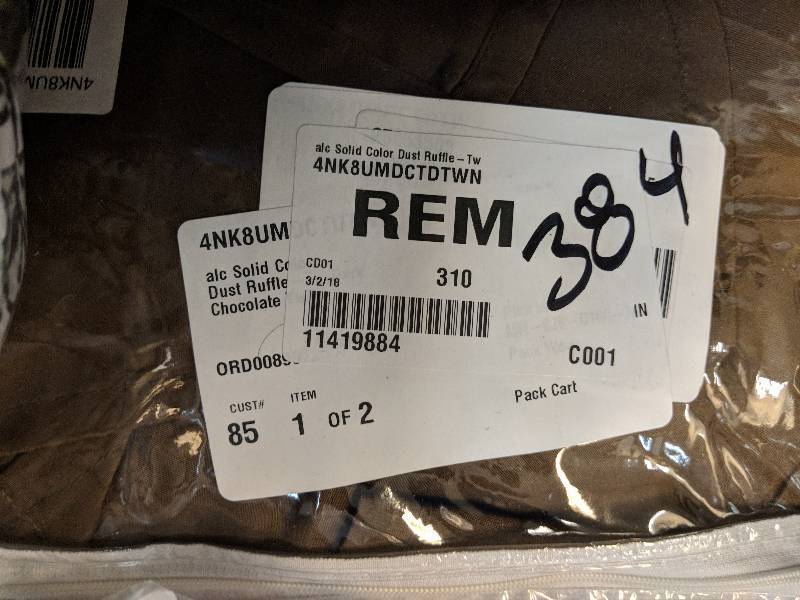 4NK8UM
alc Solid Color Dust Ruffle – Tw
4NK8UMDCTDTWN
REM
384
CD01
3/2/18
310
11419884
4NK8UM
alc Solid Co
Dust Ruffle
Chocolate
IN
C001
ORD0089
Pack Cart
CUST#
ITEM
85
1 OF 2